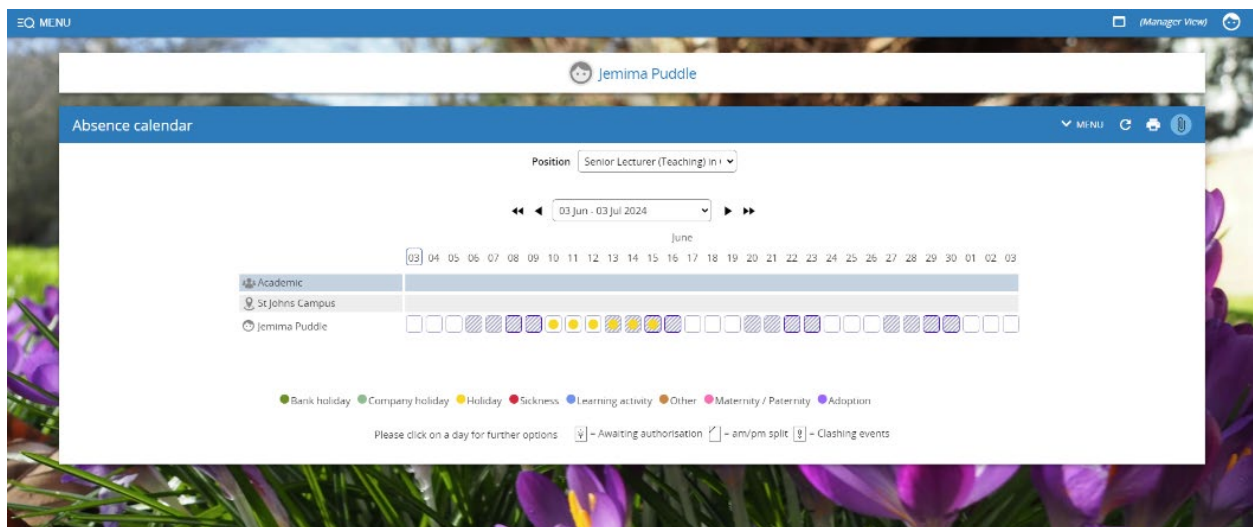 MENU
(Manager View)
Jemima Puddle
Absence calendar
MENU
Position Senior Lecturer (Teaching) in
03 Jun - 03 Jul 2024
June
03 04 05 06 07 08 09 10 11 12 13 14 15 16 17 18 19 20 21 22 23 24 25 26 27 28 29 30 01 02 03
Academic
St Johns Campus
Jemima Puddle
Bank holiday Company holiday Holiday Sickness Learning activity Other Maternity / Paternity Adoption
Please click on a day for further options = Awaiting authorisation = am/pm split = Clashing events